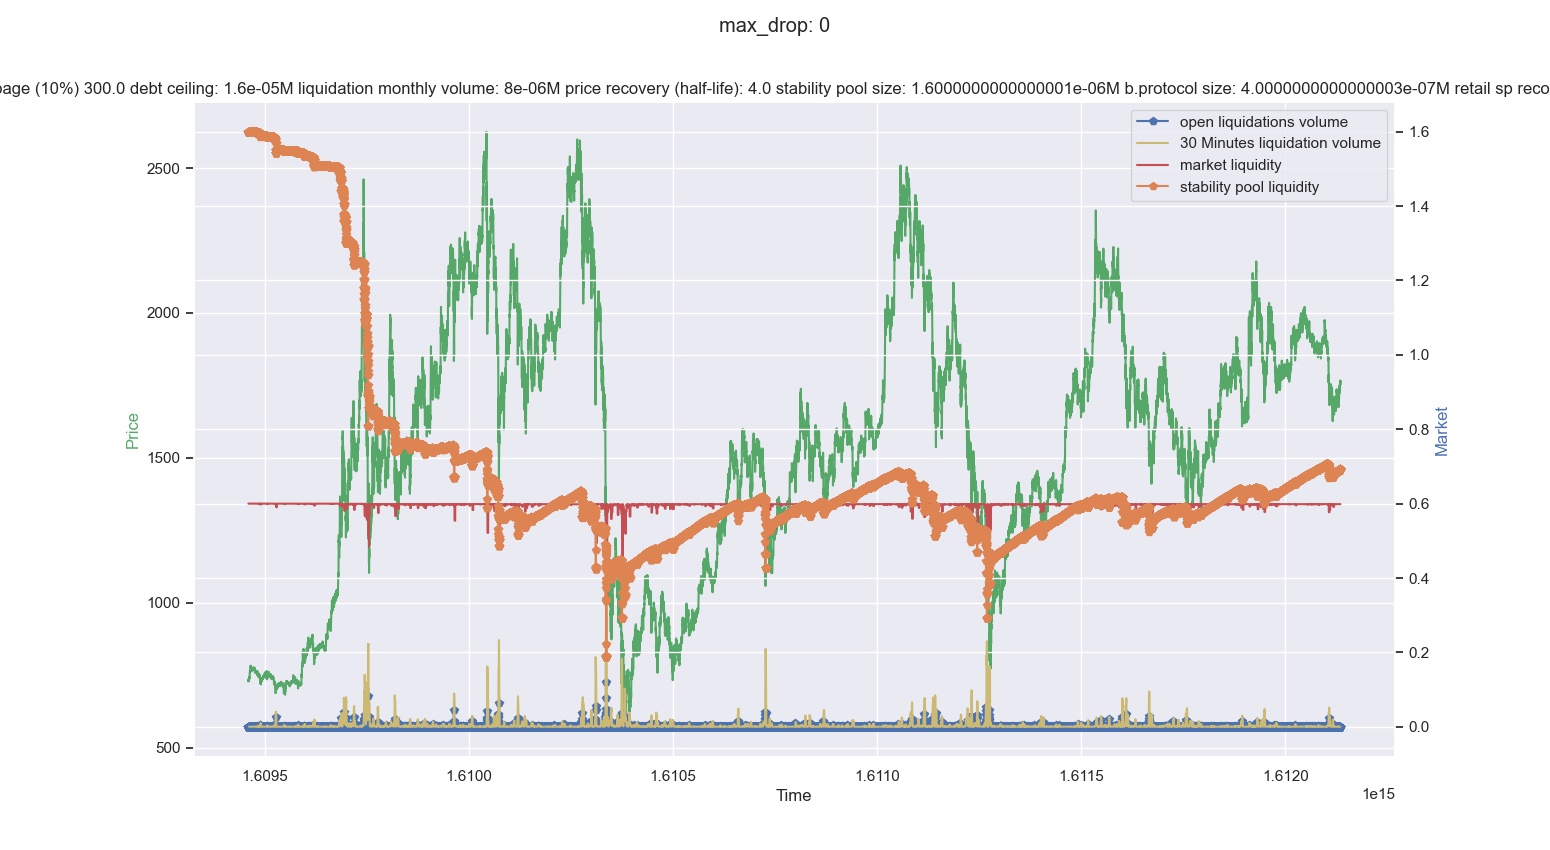 max_drop: 0
page (10%) 300.0 debt ceiling: 1.6e-05M liquidation monthly volume: 8e-06M price recovery (half-life): 4.0 stability pool size: 1.6000000000000001e-06M b.protocol size: 4.0000000000000003e-07M retail sp reco
open liquidations volume
30 Minutes liquidation volume
market liquidity
stability pool liquidity
2500
2000
1500
1000
500
Price
1.6
1.4
1.2
1.0
0.8
0.6
0.4
0.2
0.0
Market
1.6095 1.6100 1.6105 1.6110 1.6115 1.6120
Time
1e15